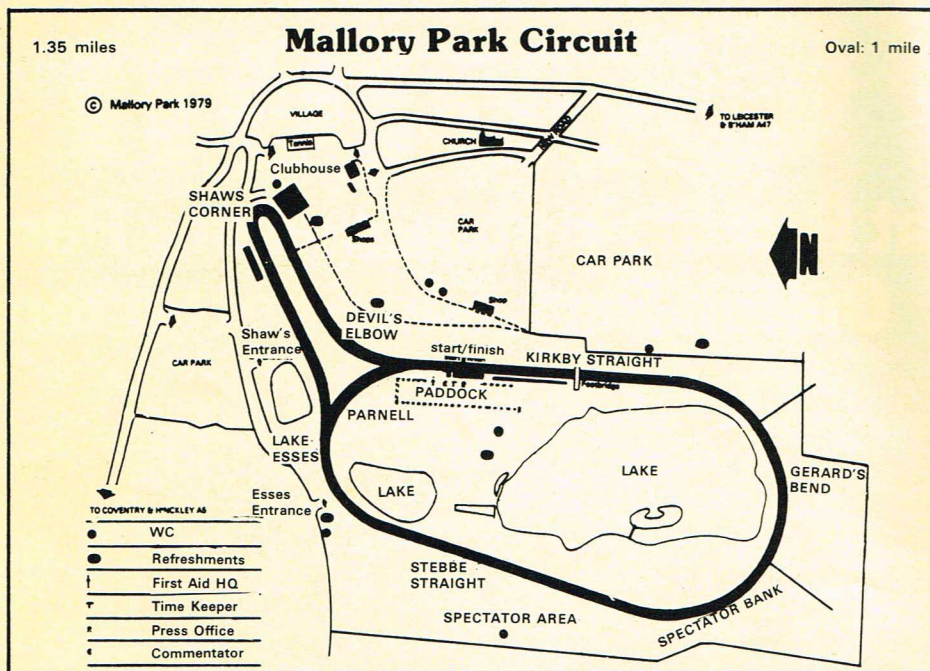 Mallory Park Circuit
1.35 miles
Oval: 1 mile
© Mallory Park 1979
VILLAGE
TO LEICESTER
& B'HAM A47
Tennis
CHURCH
Clubhouse
SHAWS
CORNER
CAR
PARK
Shops
CAR PARK
N
Shop
DEVIL'S
ELBOW
Shaw's
Entrance
start/finish
KIRKBY STRAIGHT
CAR PARK
Footbridge
PADDOCK
PARNELL
LAKE
ESSES
LAKE
LAKE
GERARD'S
BEND
Esses
Entrance
TO COVENTRY & HINCKLEY A5
WC
Refreshments
First Aid HQ
Time Keeper
Press Office
Commentator
STEBBE
STRAIGHT
SPECTATOR AREA
SPECTATOR BANK